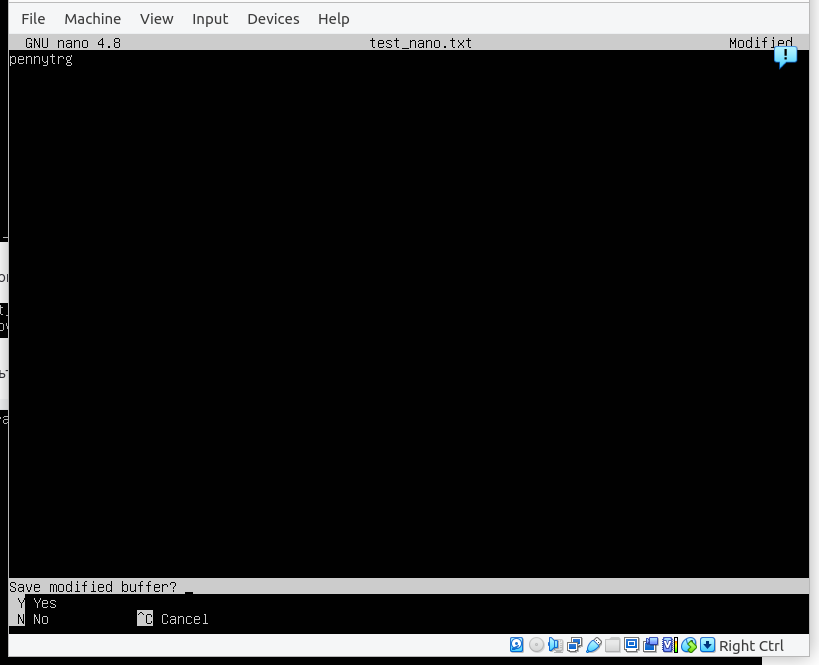 File Machine View Input Devices Help
GNU nano 4.8 test_nano.txt Modified
pennytrg
Save modified buffer?
Y Yes
N No ^C Cancel
Right Ctrl